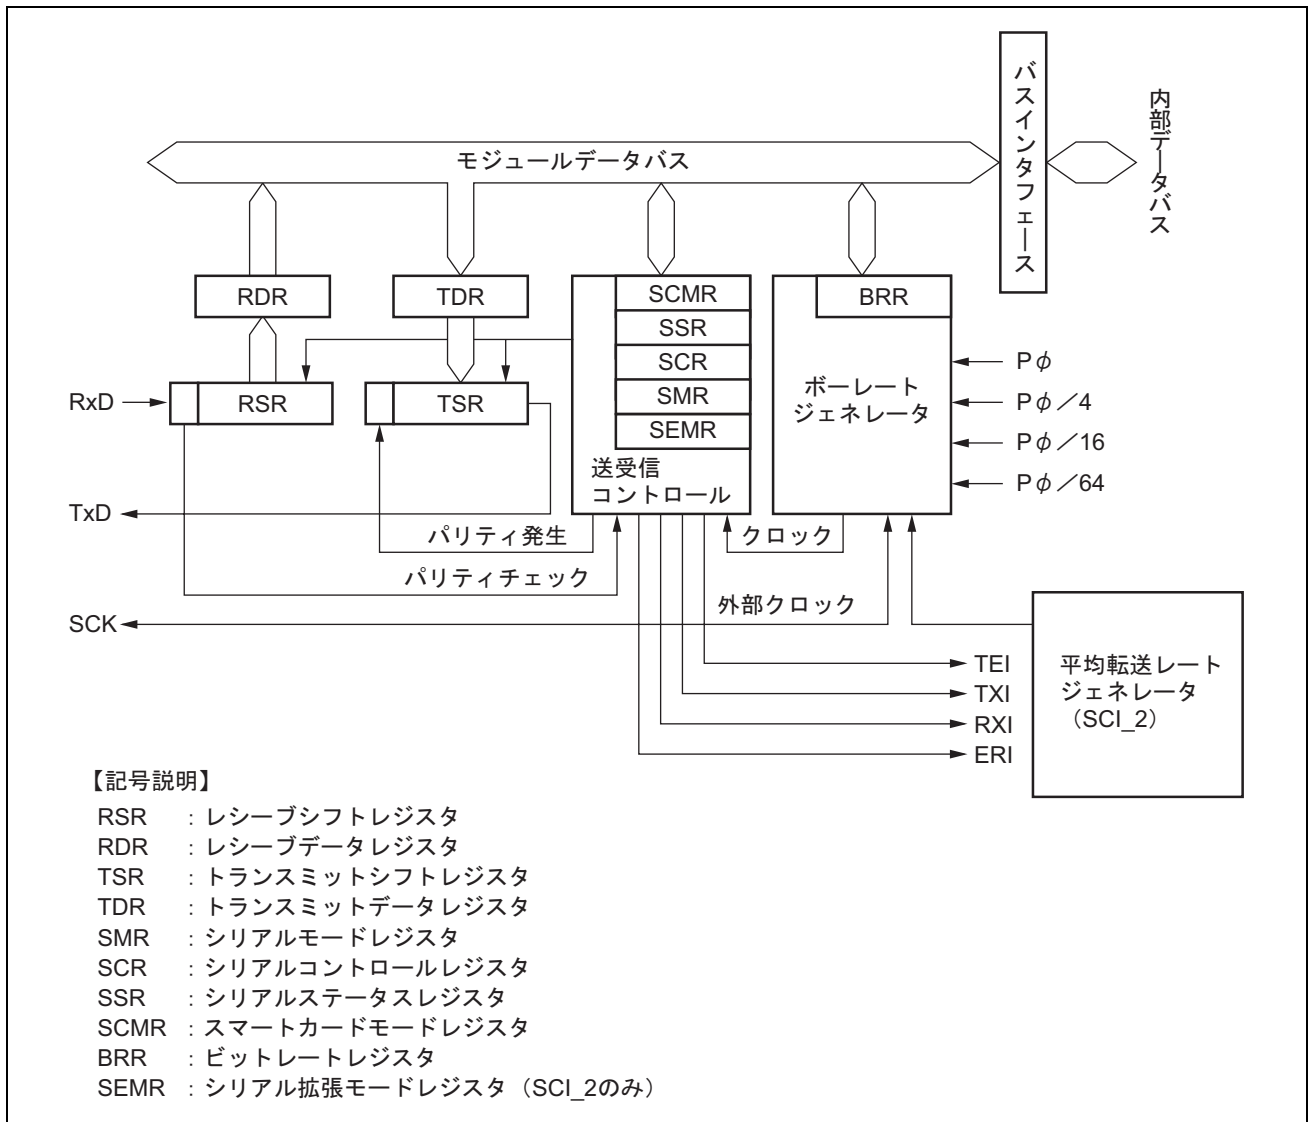 バスインタフェース
内部データバス
モジュールデータバス
RDR
TDR
SCMR
SSR
SCR
SMR
SEMR
送受信
コントロール
BRR
ボーレート
ジェネレータ
Pφ
Pφ／4
Pφ／16
Pφ／64
RxD
RSR
TSR
TxD
パリティ発生
パリティチェック
クロック
外部クロック
SCK
TEI
TXI
RXI
ERI
平均転送レート
ジェネレータ
（SCI_2）
【記号説明】
RSR : レシーブシフトレジスタ
RDR : レシーブデータレジスタ
TSR : トランスミットシフトレジスタ
TDR : トランスミットデータレジスタ
SMR : シリアルモードレジスタ
SCR : シリアルコントロールレジスタ
SSR : シリアルステータスレジスタ
SCMR : スマートカードモードレジスタ
BRR : ビットレートレジスタ
SEMR : シリアル拡張モードレジスタ（SCI_2のみ）